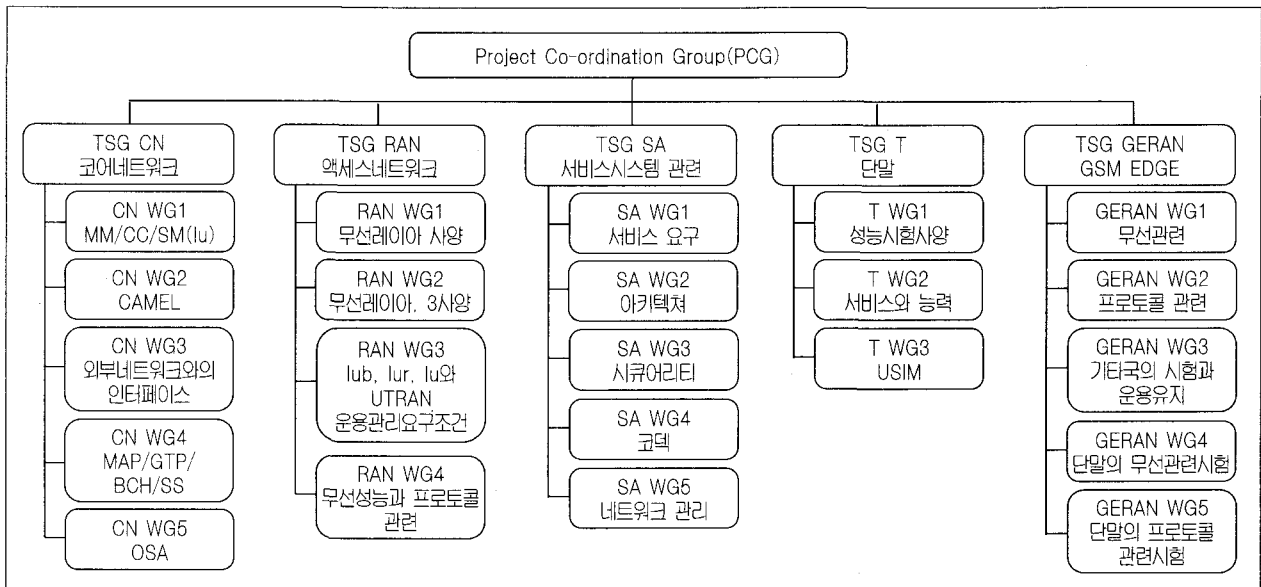 Project Co-ordination Group(PCG)
TSG CN
코어네트워크
CN WG1
MM/CC/SM(Iu)
CN WG2
CAMEL
CN WG3
외부네트워크와의
인터페이스
CN WG4
MAP/GTP/
BCH/SS
CN WG5
OSA
TSG RAN
액세스네트워크
RAN WG1
무선레이아 사양
RAN WG2
무선레이아, 3사양
RAN WG3
Iub, Iur, Iu와
UTRAN
운용관리요구조건
RAN WG4
무선성능과 프로토콜
관련
TSG SA
서비스시스템 관련
SA WG1
서비스 요구
SA WG2
아키텍쳐
SA WG3
시큐어리티
SA WG4
코덱
SA WG5
네트워크 관리
TSG T
단말
T WG1
성능시험사양
T WG2
서비스와 능력
T WG3
USIM
TSG GERAN
GSM EDGE
GERAN WG1
무선관련
GERAN WG2
프로토콜 관련
GERAN WG3
기타국의 시험과
운용유지
GERAN WG4
단말의 무선관련시험
GERAN WG5
단말의 프로토콜
관련시험